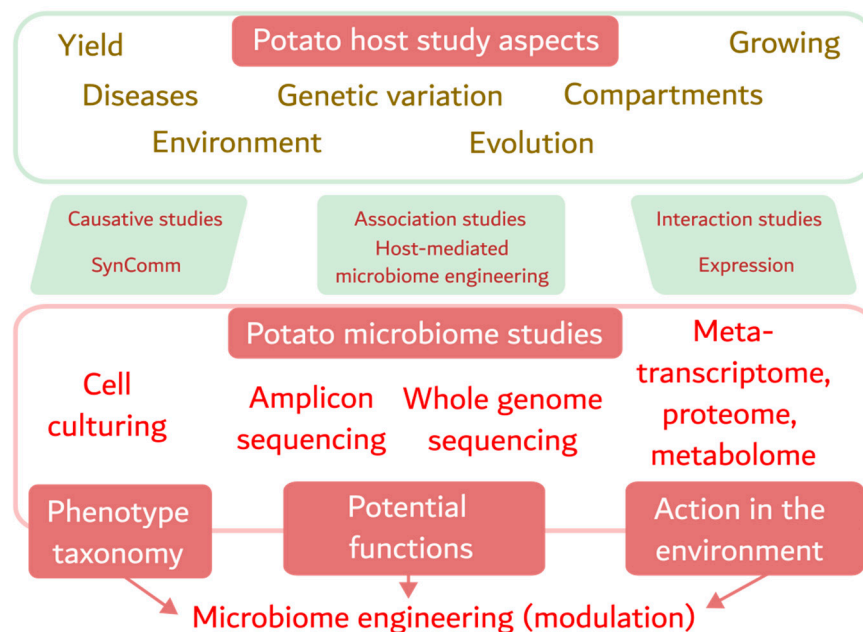 Potato host study aspects
Yield
Growing
Diseases
Genetic variation
Compartments
Environment
Evolution
Causative studies
SynComm
Association studies
Host-mediated
microbiome engineering
Interaction studies
Expression
Potato microbiome studies
Cell
culturing
Amplicon
sequencing
Whole genome
sequencing
Meta-
transcriptome,
proteome,
metabolome
Phenotype
taxonomy
Potential
functions
Action in the
environment
Microbiome engineering (modulation)